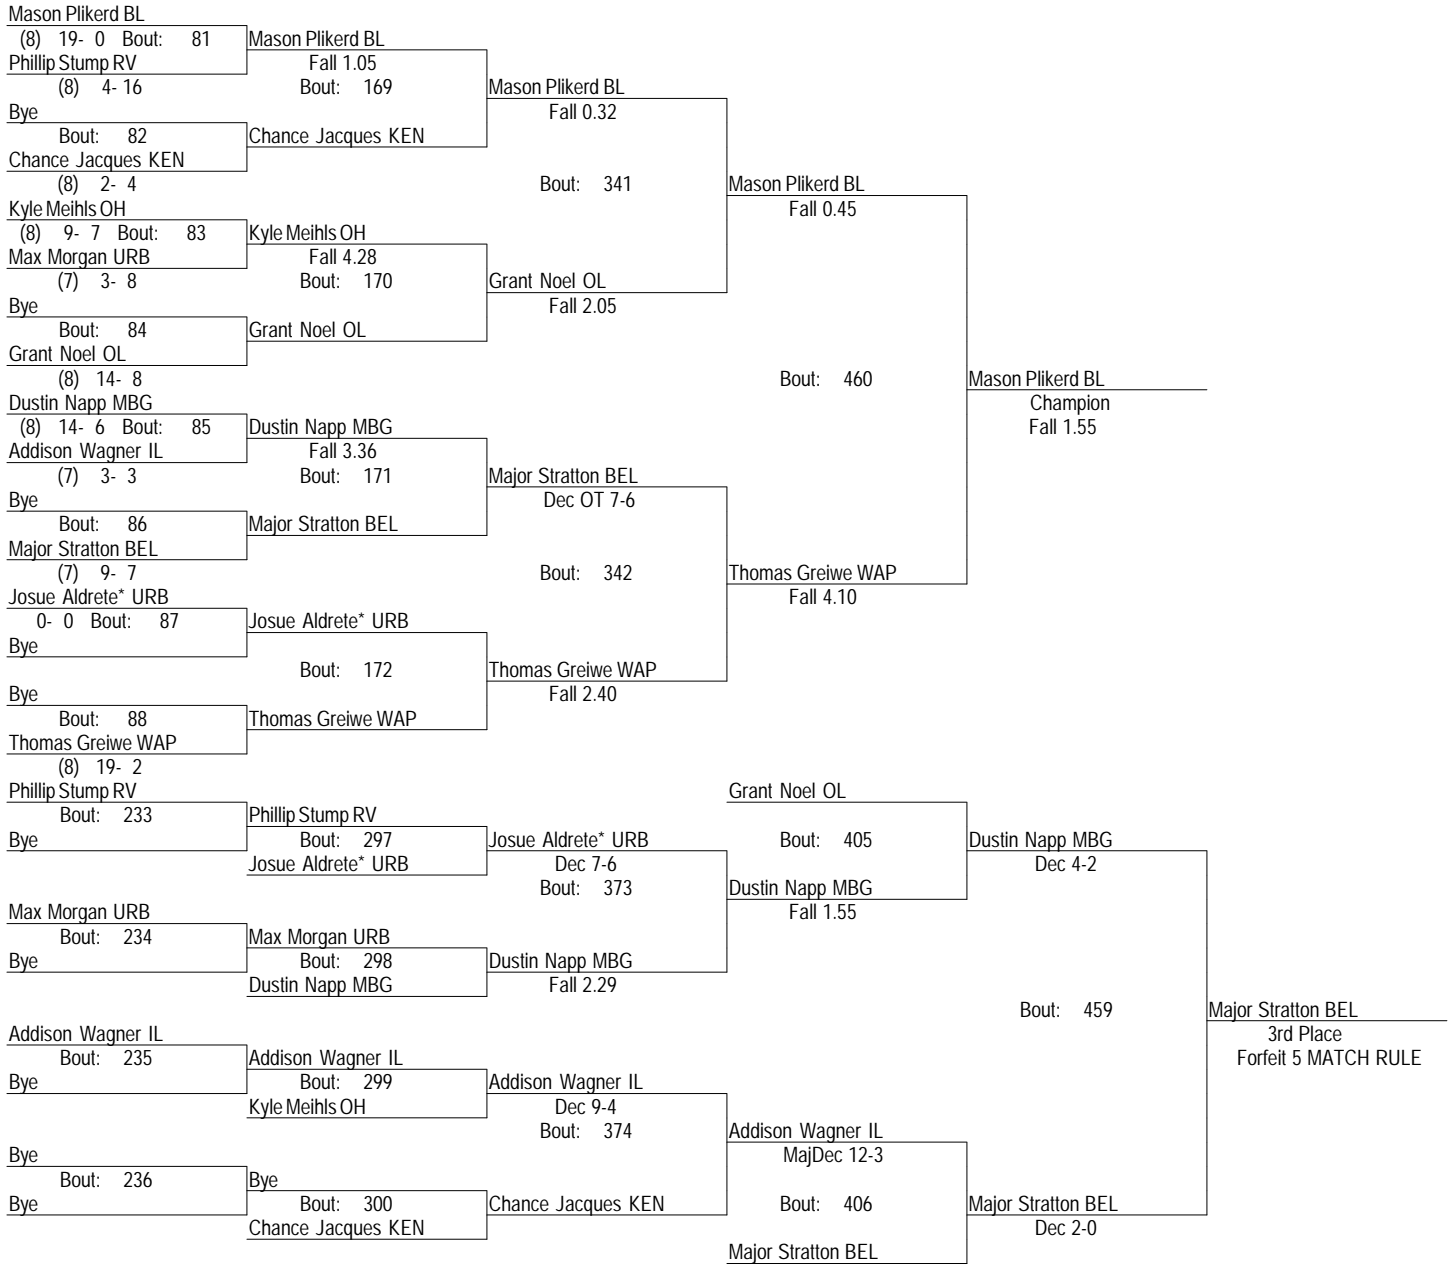 Mason Plikerd BL
(8) 19- 0 Bout: 81 Mason Plikerd BL
Phillip Stump RV Fall 1.05
(8) 4- 16 Bout: 169 Mason Plikerd BL
Bye Fall 0.32
Bout: 82 Chance Jacques KEN
Chance Jacques KEN
(8) 2- 4 Bout: 341 Mason Plikerd BL
Kyle Meihls OH Fall 0.45
(8) 9- 7 Bout: 83 Kyle Meihls OH
Max Morgan URB Fall 4.28
(7) 3- 8 Bout: 170 Grant Noel OL
Bye Fall 2.05
Bout: 84 Grant Noel OL
Grant Noel OL
(8) 14- 8 Bout: 460 Mason Plikerd BL
Dustin Napp MBG Champion
(8) 14- 6 Bout: 85 Dustin Napp MBG Fall 1.55
Addison Wagner IL Fall 3.36
(7) 3- 3 Bout: 171 Major Stratton BEL
Bye Dec OT 7-6
Bout: 86 Major Stratton BEL
Major Stratton BEL
(7) 9- 7 Bout: 342 Thomas Greiwe WAP
Josue Aldrete* URB Fall 4.10
0- 0 Bout: 87 Josue Aldrete* URB
Bye
Bout: 172 Thomas Greiwe WAP
Bye Fall 2.40
Bout: 88 Thomas Greiwe WAP
Thomas Greiwe WAP
(8) 19- 2
Phillip Stump RV Grant Noel OL
Bout: 233 Phillip Stump RV
Bye Bout: 297 Josue Aldrete* URB Bout: 405 Dustin Napp MBG
Josue Aldrete* URB Dec 7-6 Dec 4-2
Bout: 373 Dustin Napp MBG
Max Morgan URB Fall 1.55
Bout: 234 Max Morgan URB
Bye Bout: 298 Dustin Napp MBG
Dustin Napp MBG Fall 2.29
Bout: 459 Major Stratton BEL
Addison Wagner IL 3rd Place
Bout: 235 Addison Wagner IL Forfeit 5 MATCH RULE
Bye Bout: 299 Addison Wagner IL
Kyle Meihls OH Dec 9-4
Bout: 374 Addison Wagner IL
Bye MajDec 12-3
Bout: 236 Bye
Bye Bout: 300 Chance Jacques KEN Bout: 406 Major Stratton BEL
Chance Jacques KEN Dec 2-0
Major Stratton BEL